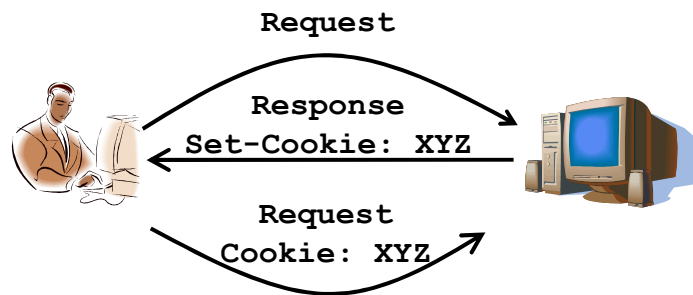 Request
Response
Set-Cookie: XYZ
Request
Cookie: XYZ